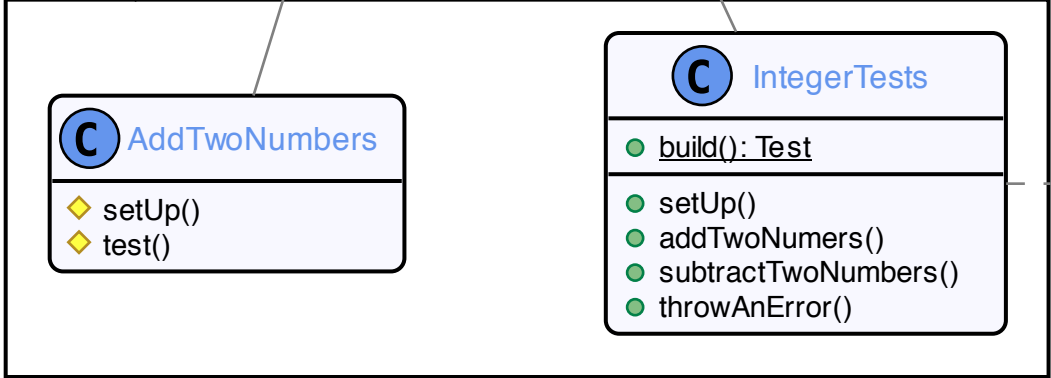 C AddTwoNumbers
setUp()
test()
C IntegerTests
build(): Test
setUp()
addTwoNumers()
subtractTwoNumbers()
throwAnError()